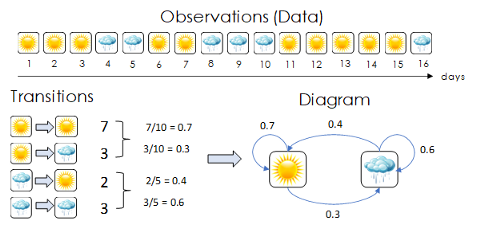 Observations (Data)
1 2 3 4 5 6 7 8 9 10 11 12 13 14 15 16
days
Transitions
Diagram
7
7/10 = 0.7
3
3/10 = 0.3
2
2/5 = 0.4
3
3/5 = 0.6
0.7
0.4
0.6
0.3